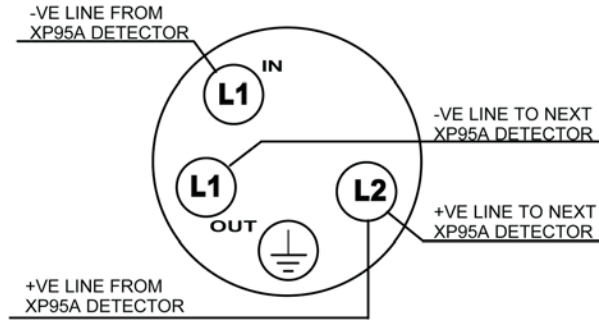 -VE LINE FROM
XP95A DETECTOR
IN
L1
-VE LINE TO NEXT
XP95A DETECTOR
L1
L2
OUT
+VE LINE TO NEXT
XP95A DETECTOR
+VE LINE FROM
XP95A DETECTOR